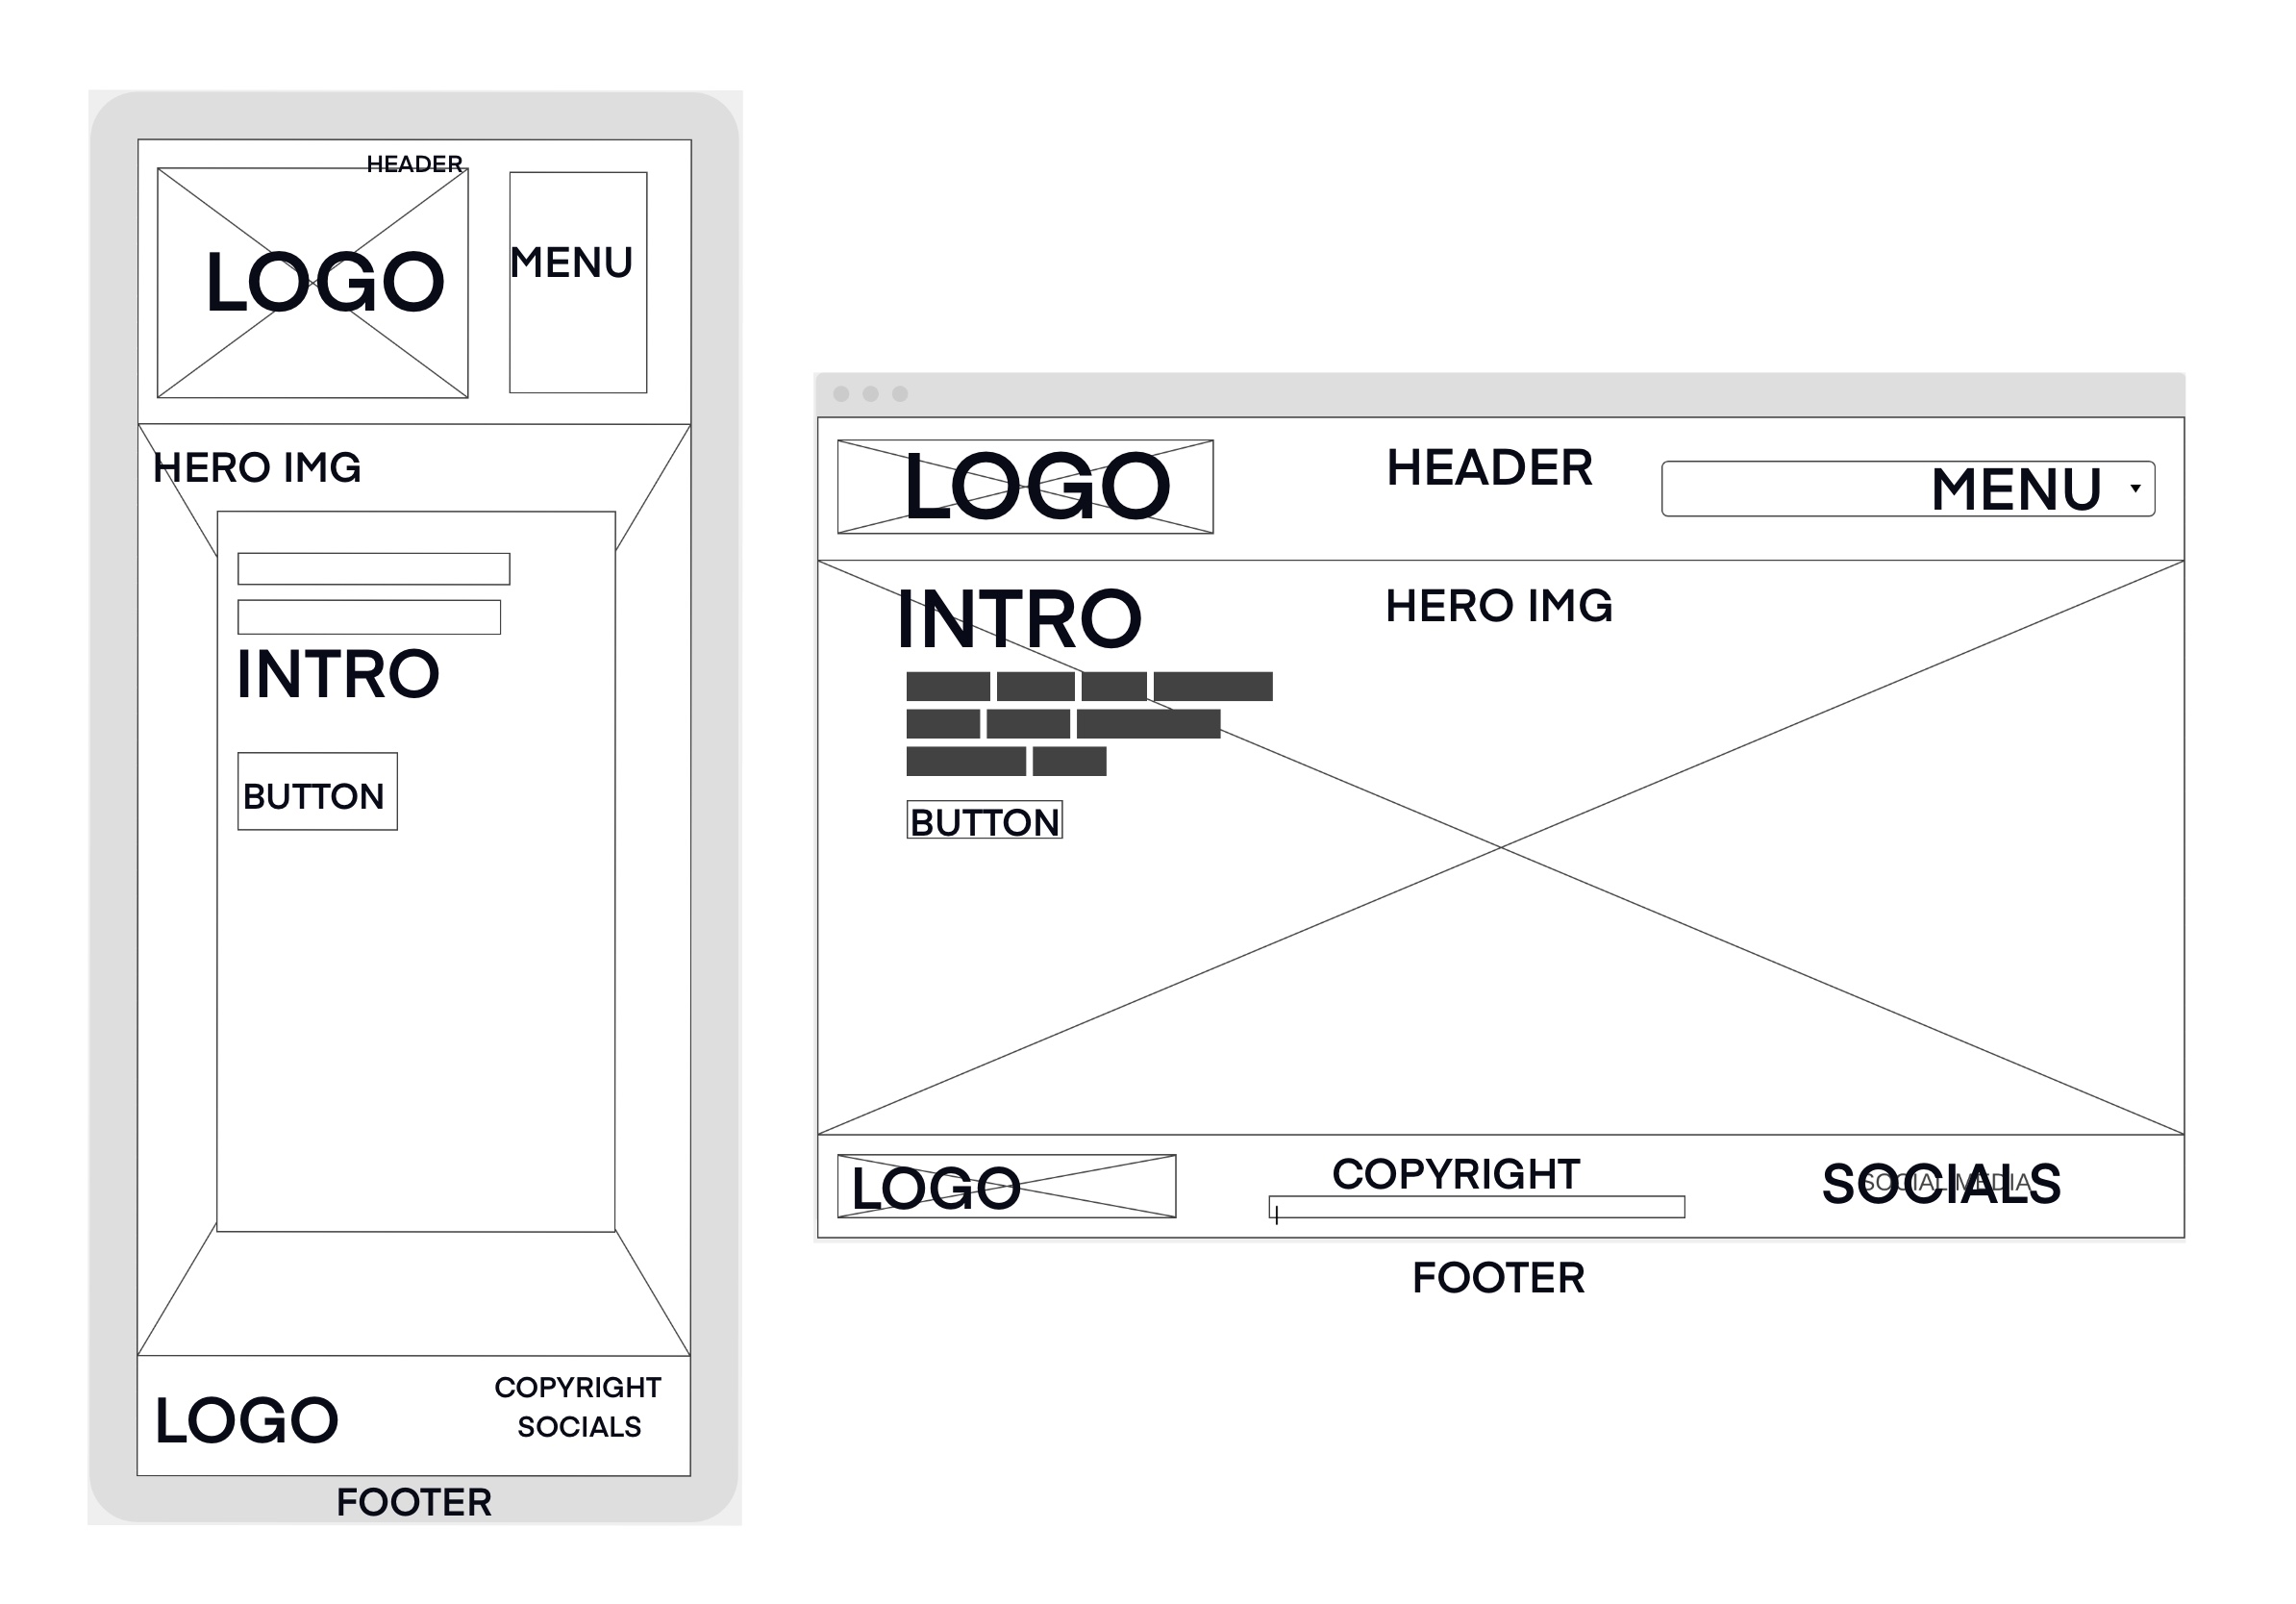 HEADER
LOGO
MENU
HERO IMG
INTRO
BUTTON
LOGO
COPYRIGHT
SOCIALS
FOOTER
LOGO
HEADER
MENU
INTRO
HERO IMG
BUTTON
LOGO
COPYRIGHT
SOCIALS
SOCIAL MEDIA
FOOTER